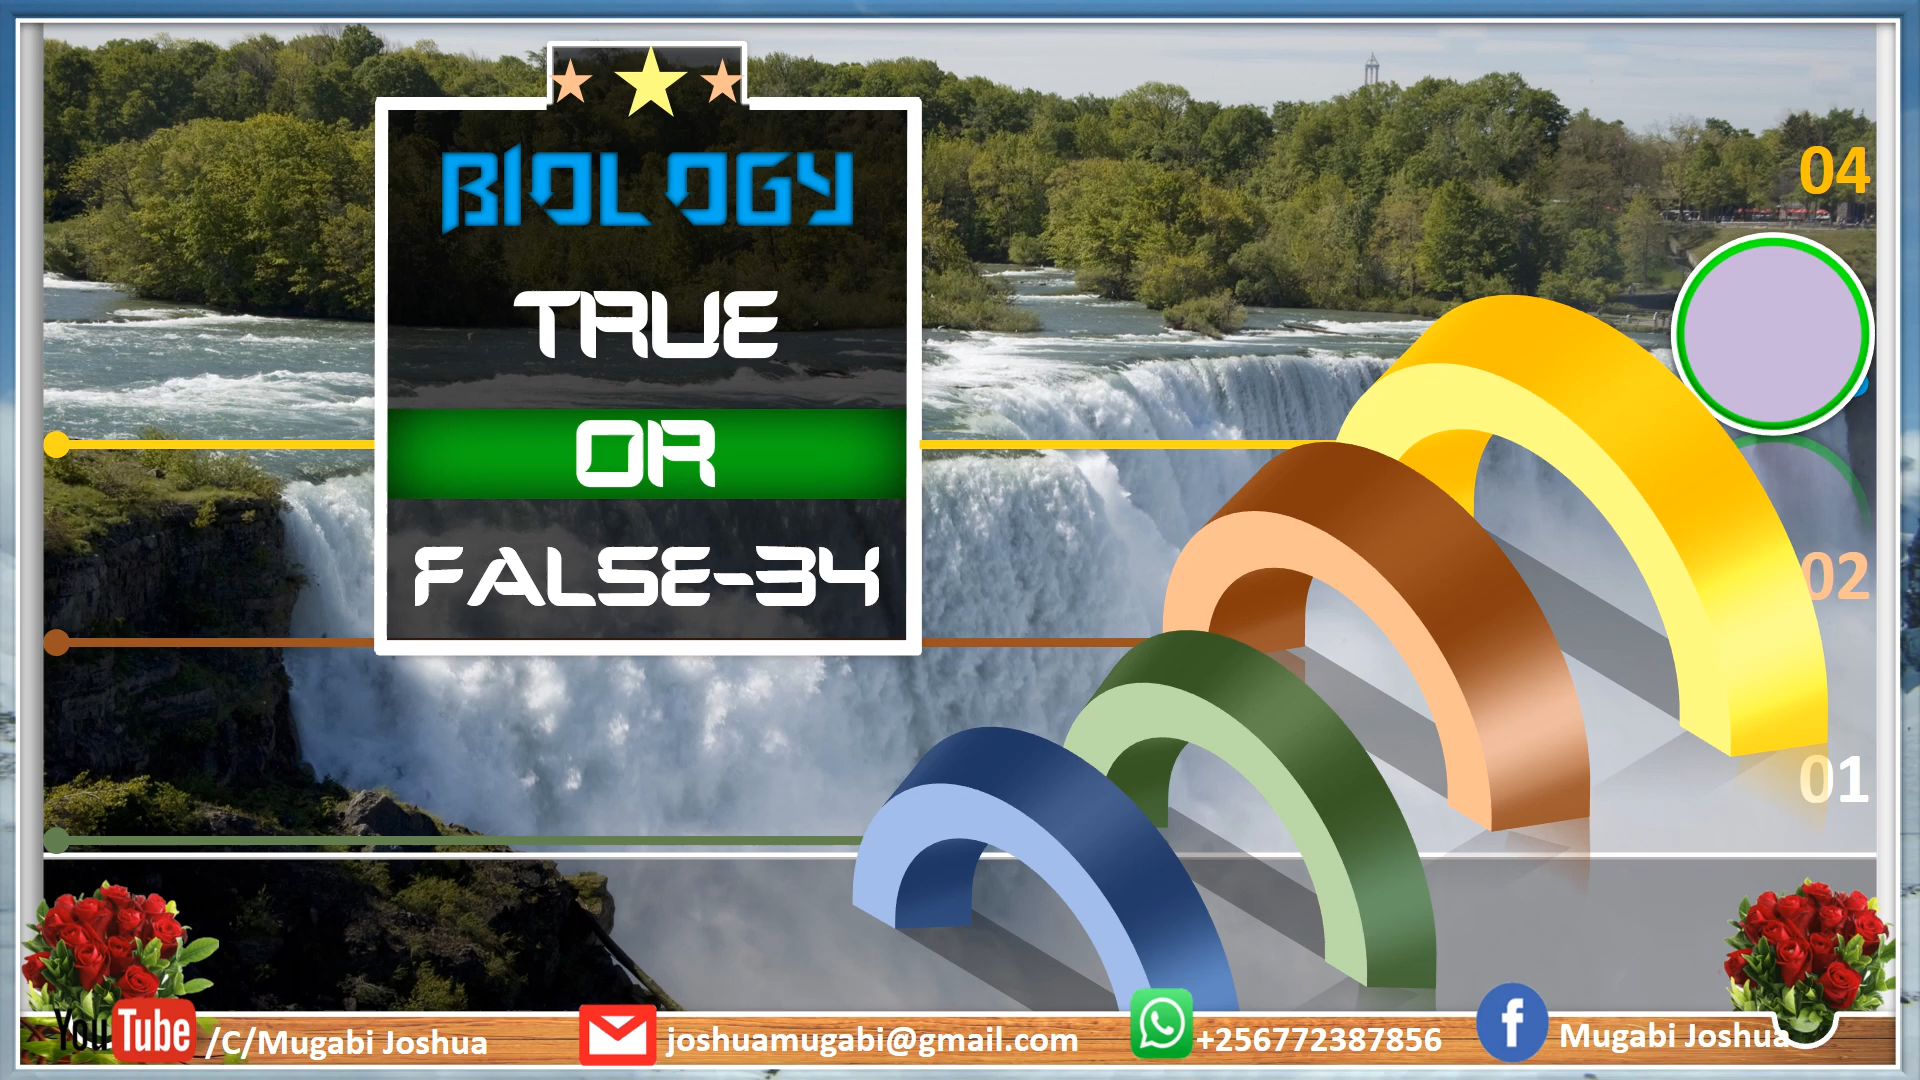 BIOLOGY
TRUE
OR
FALSE-34
04
02
01
YouTube /C/Mugabi Joshua
joshuamugabi@gmail.com
+256772387856
f
Mugabi Joshua